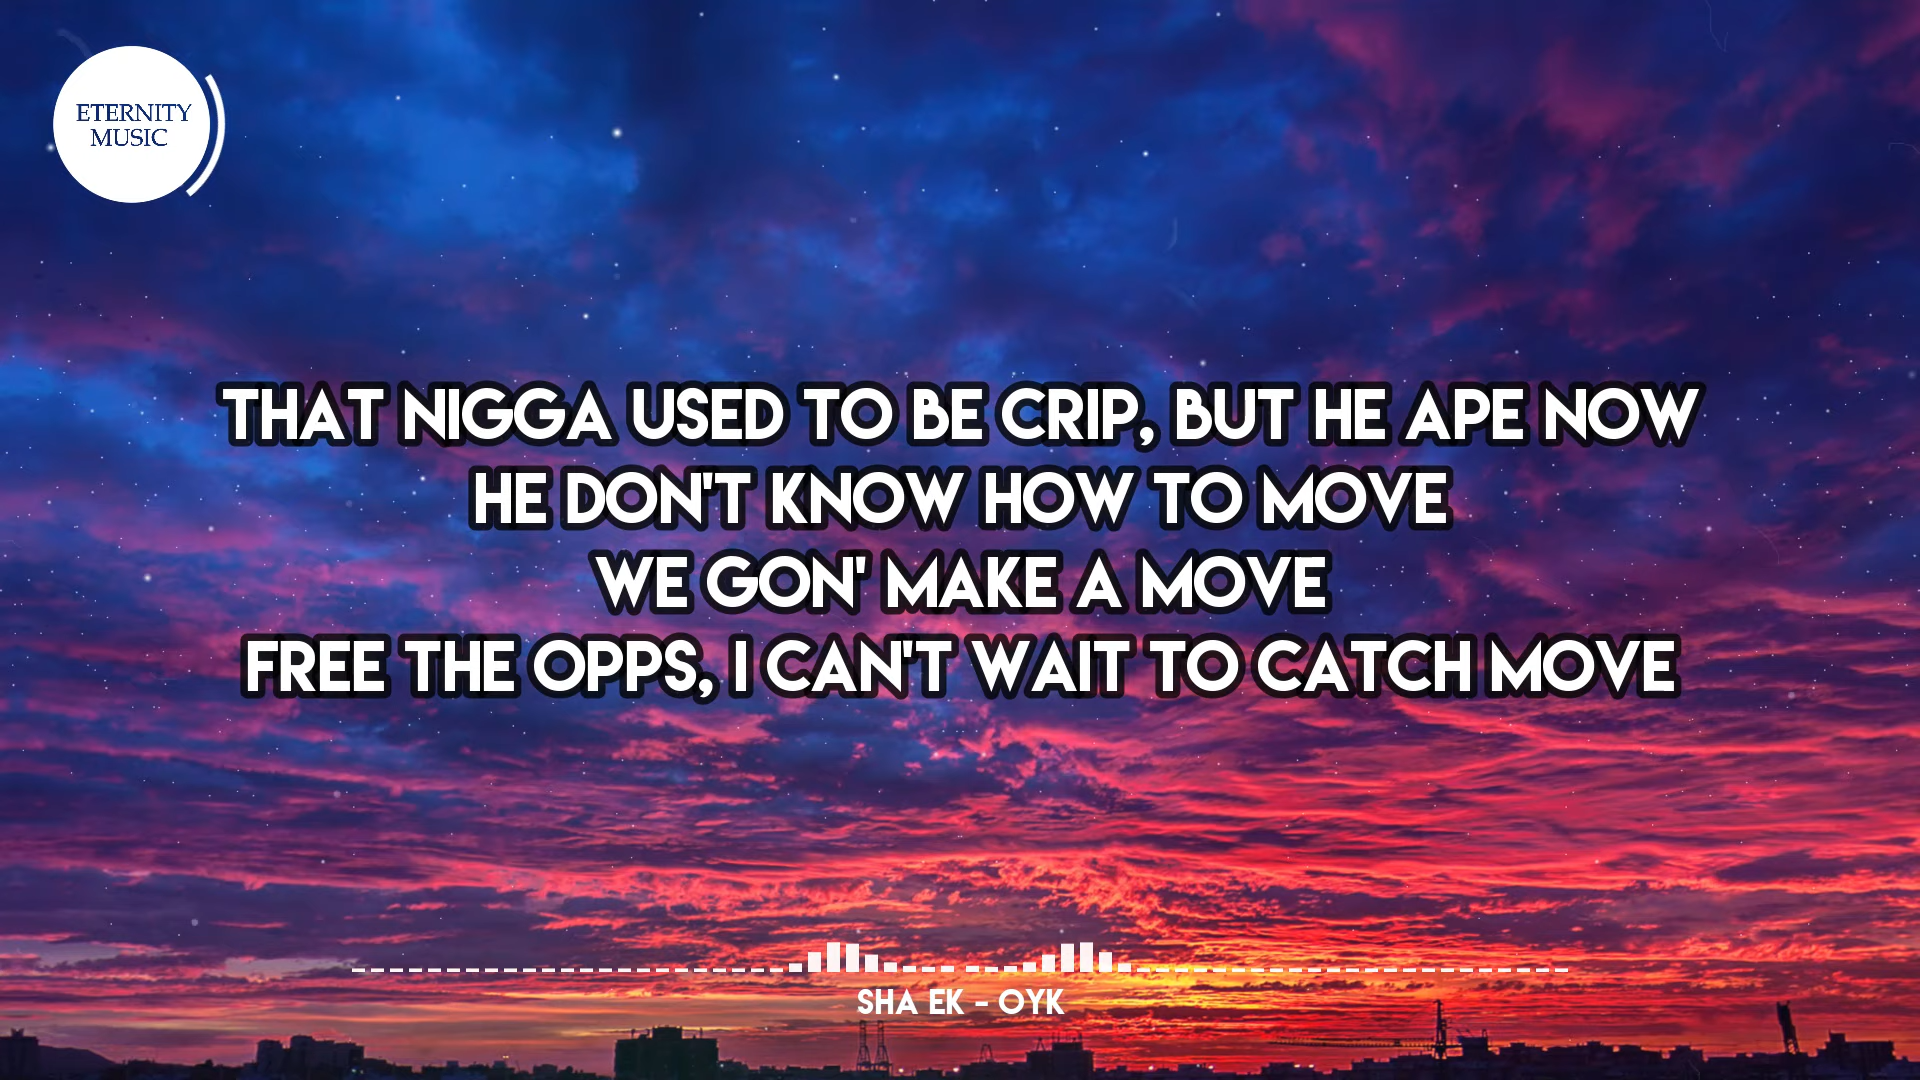 ETERNITY
MUSIC
THAT NIGGA USED TO BE CRIP, BUT HE APE NOW
HE DON'T KNOW HOW TO MOVE
WE GON' MAKE A MOVE
FREE THE OPPS, I CAN'T WAIT TO CATCH MOVE
SHA EK - OYK